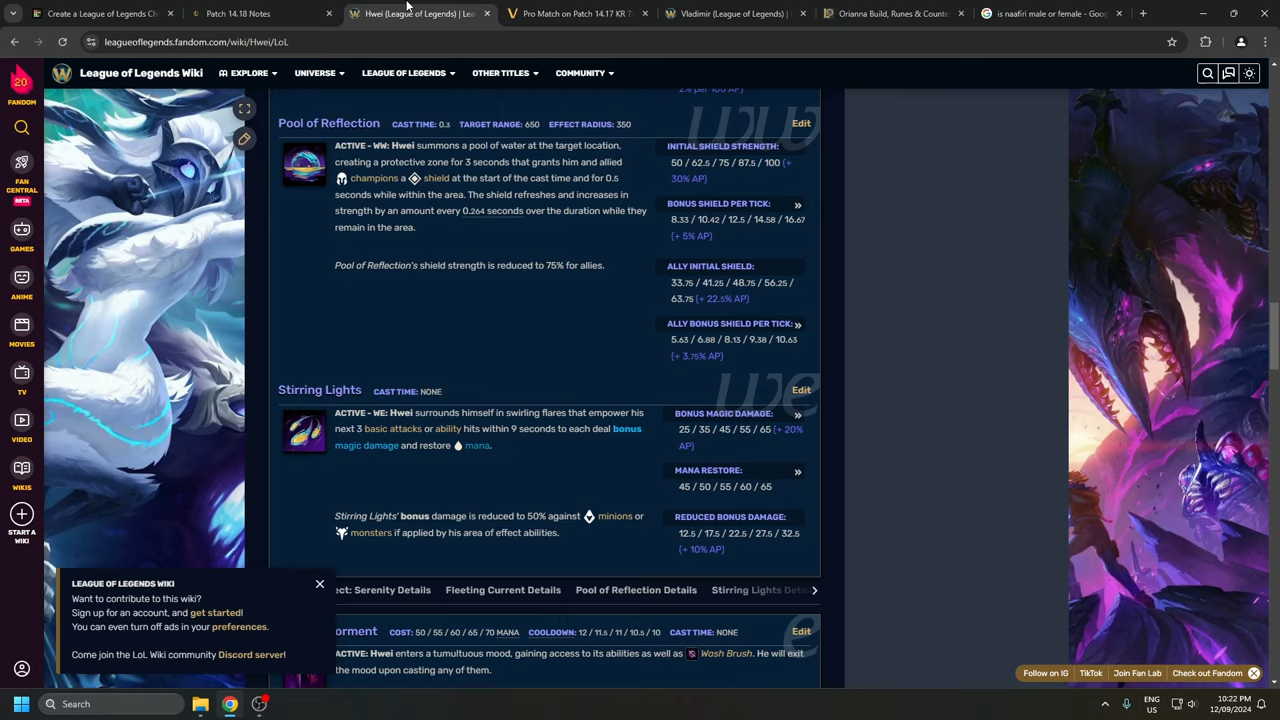 Create a League of Legends Ch
Patch 14.18 Notes
Hwei (League of Legends) | Lea
Pro Match on Patch 14.17 KR 7
Vladimir (League of Legends) |
Orianna Build, Runes & Counte
is naafiri male or female - Goog
leagueoflegends.fandom.com/wiki/Hwei/LoL
20
FANDOM
FAN CENTRAL
BETA
GAMES
ANIME
MOVIES
TV
VIDEO
WIKIS
START A WIKI
League of Legends Wiki
EXPLORE
UNIVERSE
LEAGUE OF LEGENDS
OTHER TITLES
COMMUNITY
2% per 100 AP)
Pool of Reflection CAST TIME: 0.3 TARGET RANGE: 650 EFFECT RADIUS: 350
WW
Edit
ACTIVE - WW: Hwei summons a pool of water at the target location,
creating a protective zone for 3 seconds that grants him and allied
champions a shield at the start of the cast time and for 0.5
seconds while within the area. The shield refreshes and increases in
strength by an amount every 0.264 seconds over the duration while they
remain in the area.
Pool of Reflection's shield strength is reduced to 75% for allies.
INITIAL SHIELD STRENGTH:
50 / 62.5 / 75 / 87.5 / 100 (+
30% AP)
BONUS SHIELD PER TICK: »
8.33 / 10.42 / 12.5 / 14.58 / 16.67
(+ 5% AP)
ALLY INITIAL SHIELD:
33.75 / 41.25 / 48.75 / 56.25 /
63.75 (+ 22.5% AP)
ALLY BONUS SHIELD PER TICK: »
5.63 / 6.88 / 8.13 / 9.38 / 10.63
(+ 3.75% AP)
Stirring Lights CAST TIME: NONE
WE
Edit
ACTIVE - WE: Hwei surrounds himself in swirling flares that empower his
next 3 basic attacks or ability hits within 9 seconds to each deal bonus
magic damage and restore mana.
Stirring Lights' bonus damage is reduced to 50% against minions or
monsters if applied by his area of effect abilities.
BONUS MAGIC DAMAGE: »
25 / 35 / 45 / 55 / 65 (+ 20%
AP)
MANA RESTORE: »
45 / 50 / 55 / 60 / 65
REDUCED BONUS DAMAGE:
12.5 / 17.5 / 22.5 / 27.5 / 32.5
(+ 10% AP)
ect: Serenity Details Fleeting Current Details Pool of Reflection Details Stirring Lights Detai
orment COST: 50 / 55 / 60 / 65 / 70 MANA COOLDOWN: 12 / 11.5 / 11 / 10.5 / 10 CAST TIME: NONE
e
Edit
ACTIVE: Hwei enters a tumultuous mood, gaining access to its abilities as well as Wash Brush. He will exit
the mood upon casting any of them.
LEAGUE OF LEGENDS WIKI
Want to contribute to this wiki?
Sign up for an account, and get started!
You can even turn off ads in your preferences.
Come join the LoL Wiki community Discord server!
Follow on IG TikTok Join Fan Lab Check out Fandom
Search
ENG
US
10:22 PM
12/09/2024